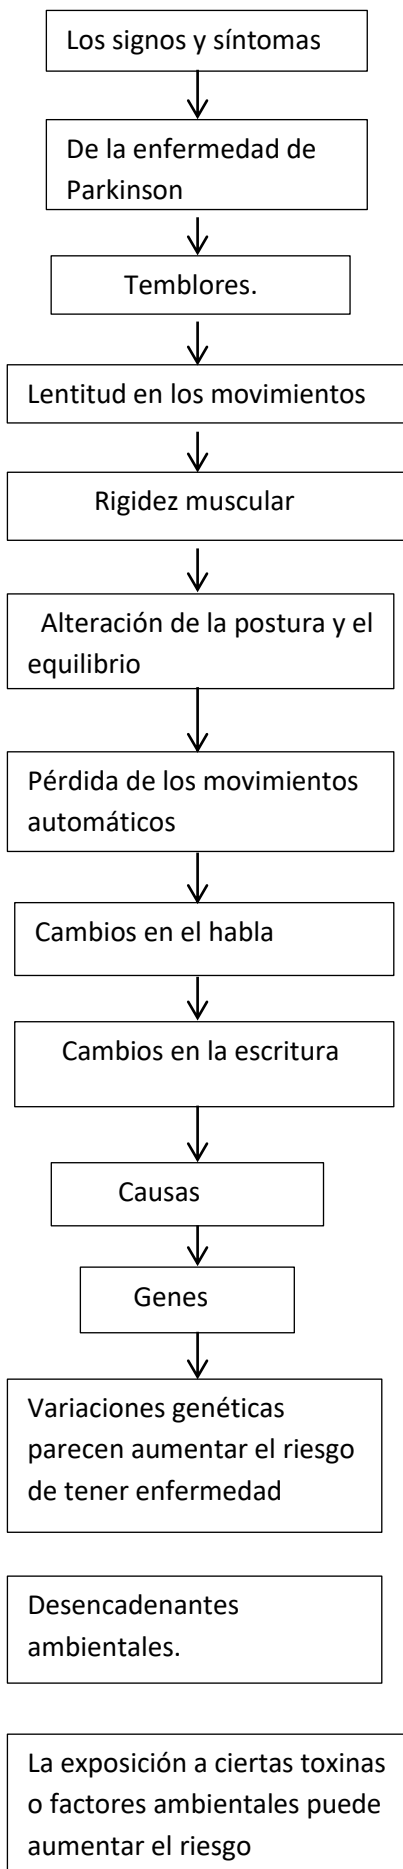 Los signos y síntomas
De la enfermedad de
Parkinson
Temblores.
Lentitud en los movimientos
Rigidez muscular
Alteración de la postura y el
equilibrio
Pérdida de los movimientos
automáticos
Cambios en el habla
Cambios en la escritura
Causas
Genes
Variaciones genéticas
parecen aumentar el riesgo
de tener enfermedad
Desencadenantes
ambientales.
La exposición a ciertas toxinas
o factores ambientales puede
aumentar el riesgo